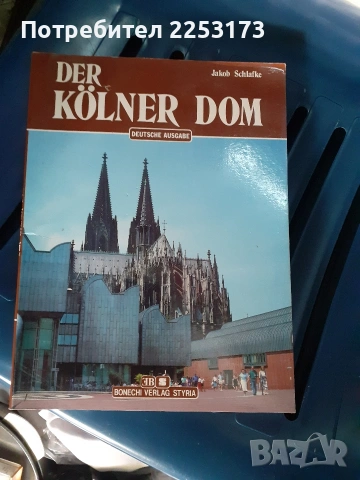 Потребител 2253173
Jakob Schlafke
DER
KÖLNER DOM
DEUTSCHE AUSGABE
BONECHI VERLAG STYRIA
BAZAR